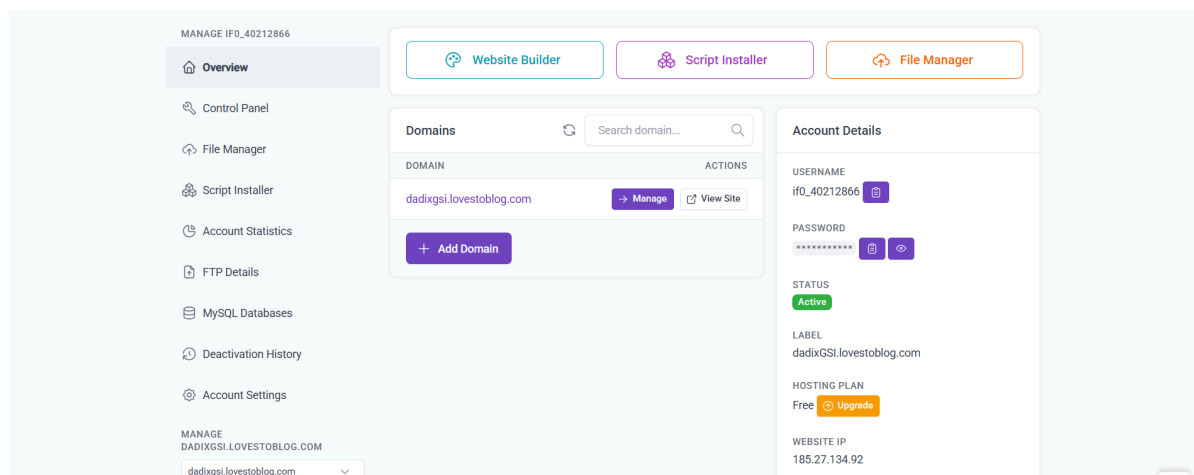 MANAGE IF0_40212866
Overview
Control Panel
File Manager
Script Installer
Account Statistics
FTP Details
MySQL Databases
Deactivation History
Account Settings
MANAGE
DADIXGSI.LOVESTOBLOG.COM
dadixgsi.lovestoblog.com
Website Builder
Script Installer
File Manager
Domains
Search domain...
DOMAIN ACTIONS
dadixgsi.lovestoblog.com Manage View Site
Add Domain
Account Details
USERNAME
if0_40212866
PASSWORD
***********
STATUS
Active
LABEL
dadixGSI.lovestoblog.com
HOSTING PLAN
Free Upgrade
WEBSITE IP
185.27.134.92